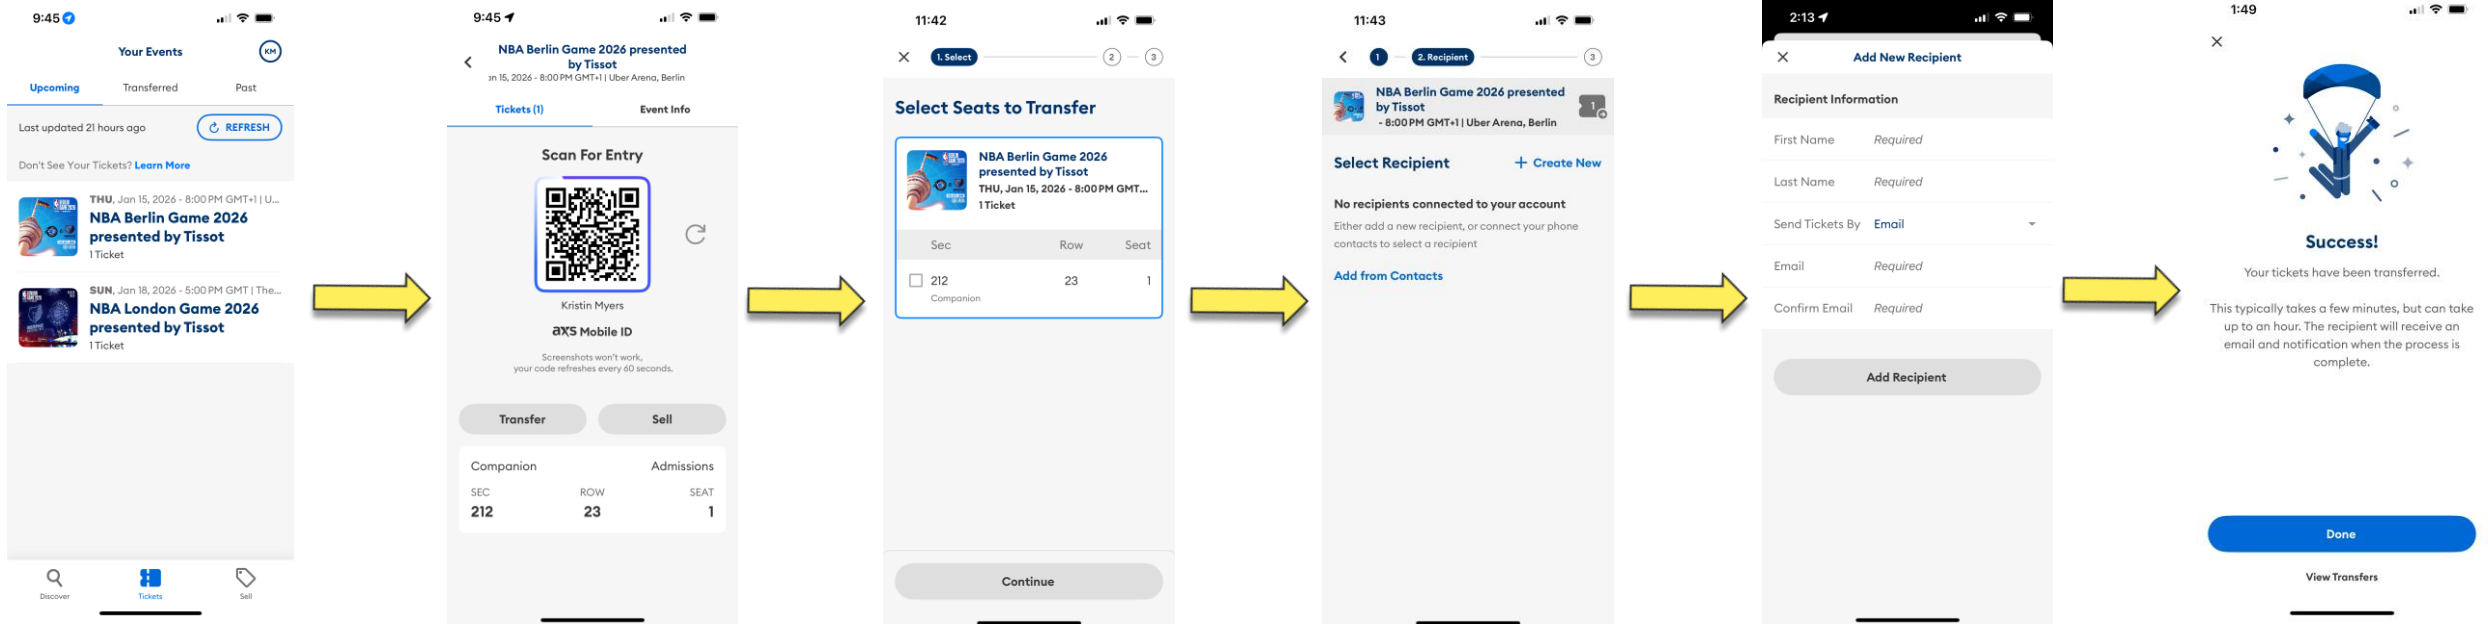 9:45
Your Events
KM
Upcoming
Transferred
Past
Last updated 21 hours ago
REFRESH
Don't See Your Tickets? Learn More
THU, Jan 15, 2026 - 8:00 PM GMT+1 | U...
NBA Berlin Game 2026
presented by Tissot
1 Ticket
SUN, Jan 18, 2026 - 5:00 PM GMT | The...
NBA London Game 2026
presented by Tissot
1 Ticket
Discover
Tickets
Sell
9:45
NBA Berlin Game 2026 presented
by Tissot
an 15, 2026 - 8:00 PM GMT+1 | Uber Arena, Berlin
Tickets (1)
Event Info
Scan For Entry
Kristin Myers
axs Mobile ID
Screenshots won't work,
your code refreshes every 60 seconds.
Transfer
Sell
Companion
Admissions
SEC
ROW
SEAT
212
23
1
11:42
1. Select
2
3
Select Seats to Transfer
NBA Berlin Game 2026
presented by Tissot
THU, Jan 15, 2026 - 8:00 PM GMT...
1 Ticket
Sec
Row
Seat
212
23
1
Companion
Continue
11:43
1
2. Recipient
3
NBA Berlin Game 2026 presented
by Tissot
- 8:00 PM GMT+1 | Uber Arena, Berlin
1
Select Recipient
+ Create New
No recipients connected to your account
Either add a new recipient, or connect your phone
contacts to select a recipient
Add from Contacts
2:13
Add New Recipient
Recipient Information
First Name
Required
Last Name
Required
Send Tickets By
Email
Email
Required
Confirm Email
Required
Add Recipient
1:49
Success!
Your tickets have been transferred.
This typically takes a few minutes, but can take
up to an hour. The recipient will receive an
email and notification when the process is
complete.
Done
View Transfers